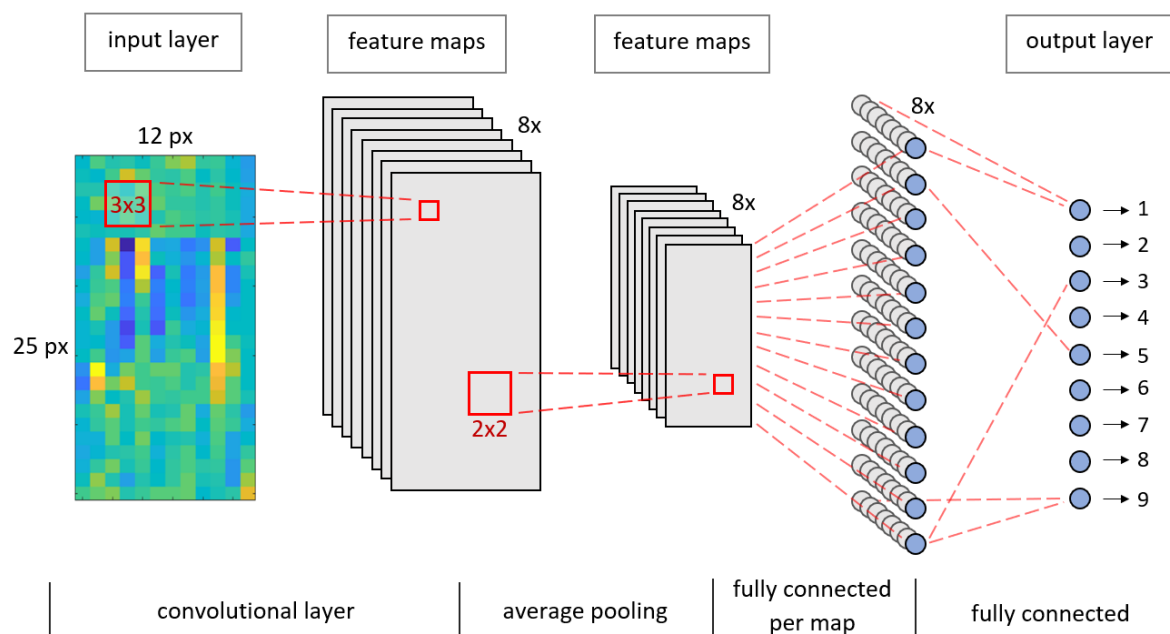 input layer
feature maps
feature maps
output layer
12 px
8x
8x
8x
3x3
25 px
2x2
1
2
3
4
5
6
7
8
9
convolutional layer
average pooling
fully connected
per map
fully connected